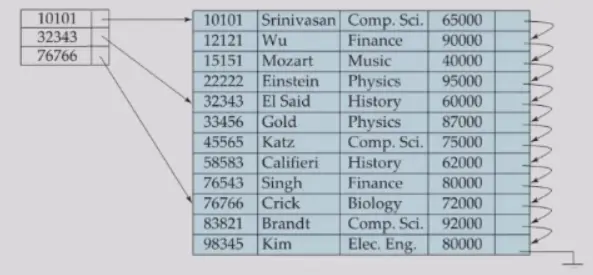 10101
32343
76766
10101 Srinivasan Comp. Sci. 65000
12121 Wu Finance 90000
15151 Mozart Music 40000
22222 Einstein Physics 95000
32343 El Said History 60000
33456 Gold Physics 87000
45565 Katz Comp. Sci. 75000
58583 Califieri History 62000
76543 Singh Finance 80000
76766 Crick Biology 72000
83821 Brandt Comp. Sci. 92000
98345 Kim Elec. Eng. 80000